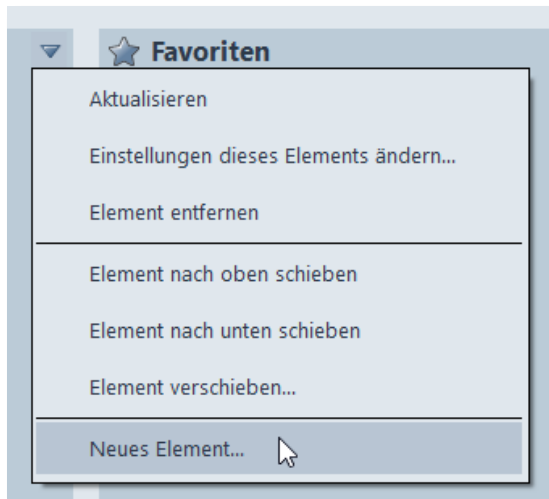 Favoriten
Aktualisieren
Einstellungen dieses Elements ändern...
Element entfernen
Element nach oben schieben
Element nach unten schieben
Element verschieben...
Neues Element...